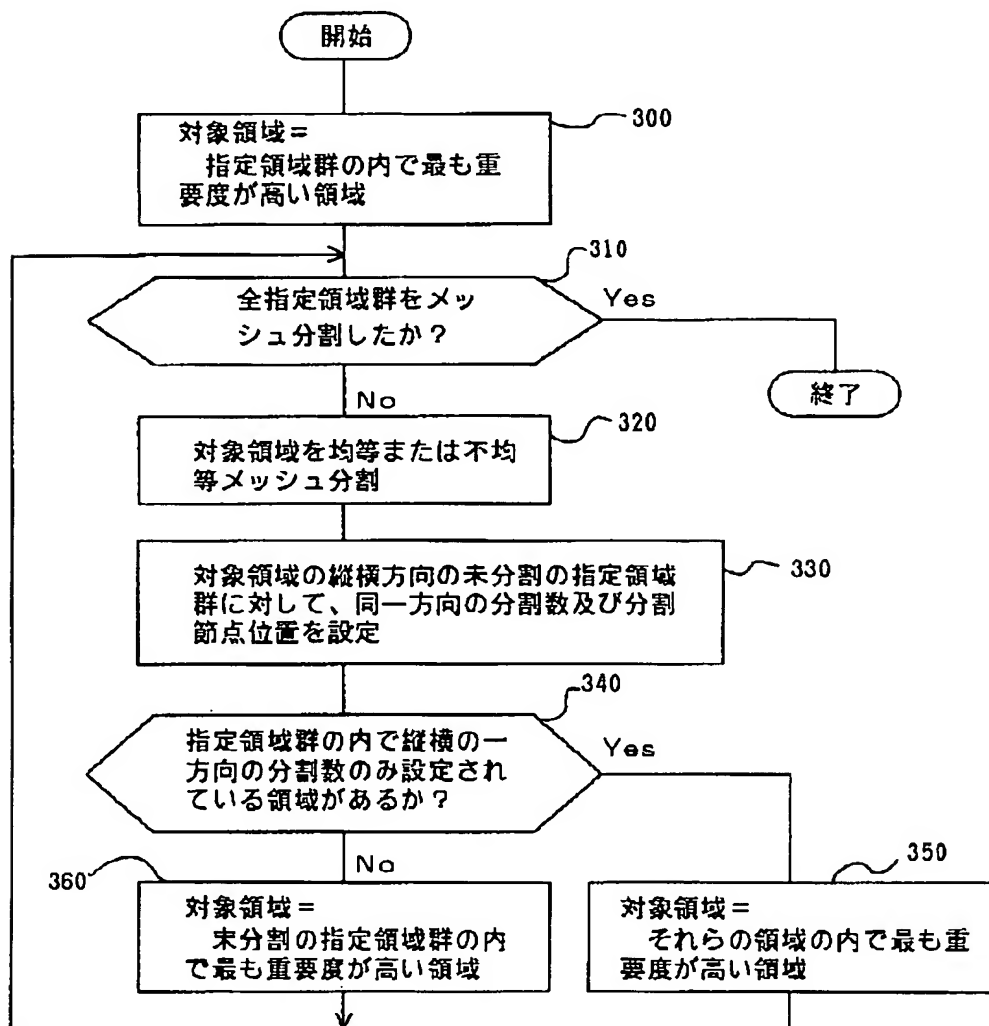 開始
300
対象領域＝
指定領域群の内で最も重
要度が高い領域
310
全指定領域群をメッ
シュ分割したか？
Yes
終了
No
320
対象領域を均等または不均
等メッシュ分割
330
対象領域の縦横方向の未分割の指定領域
群に対して、同一方向の分割数及び分割
節点位置を設定
340
指定領域群の内で縦横の一
方向の分割数のみ設定され
ている領域があるか？
Yes
No
360
対象領域＝
未分割の指定領域群の内
で最も重要度が高い領域
350
対象領域＝
それらの領域の内で最も重
要度が高い領域